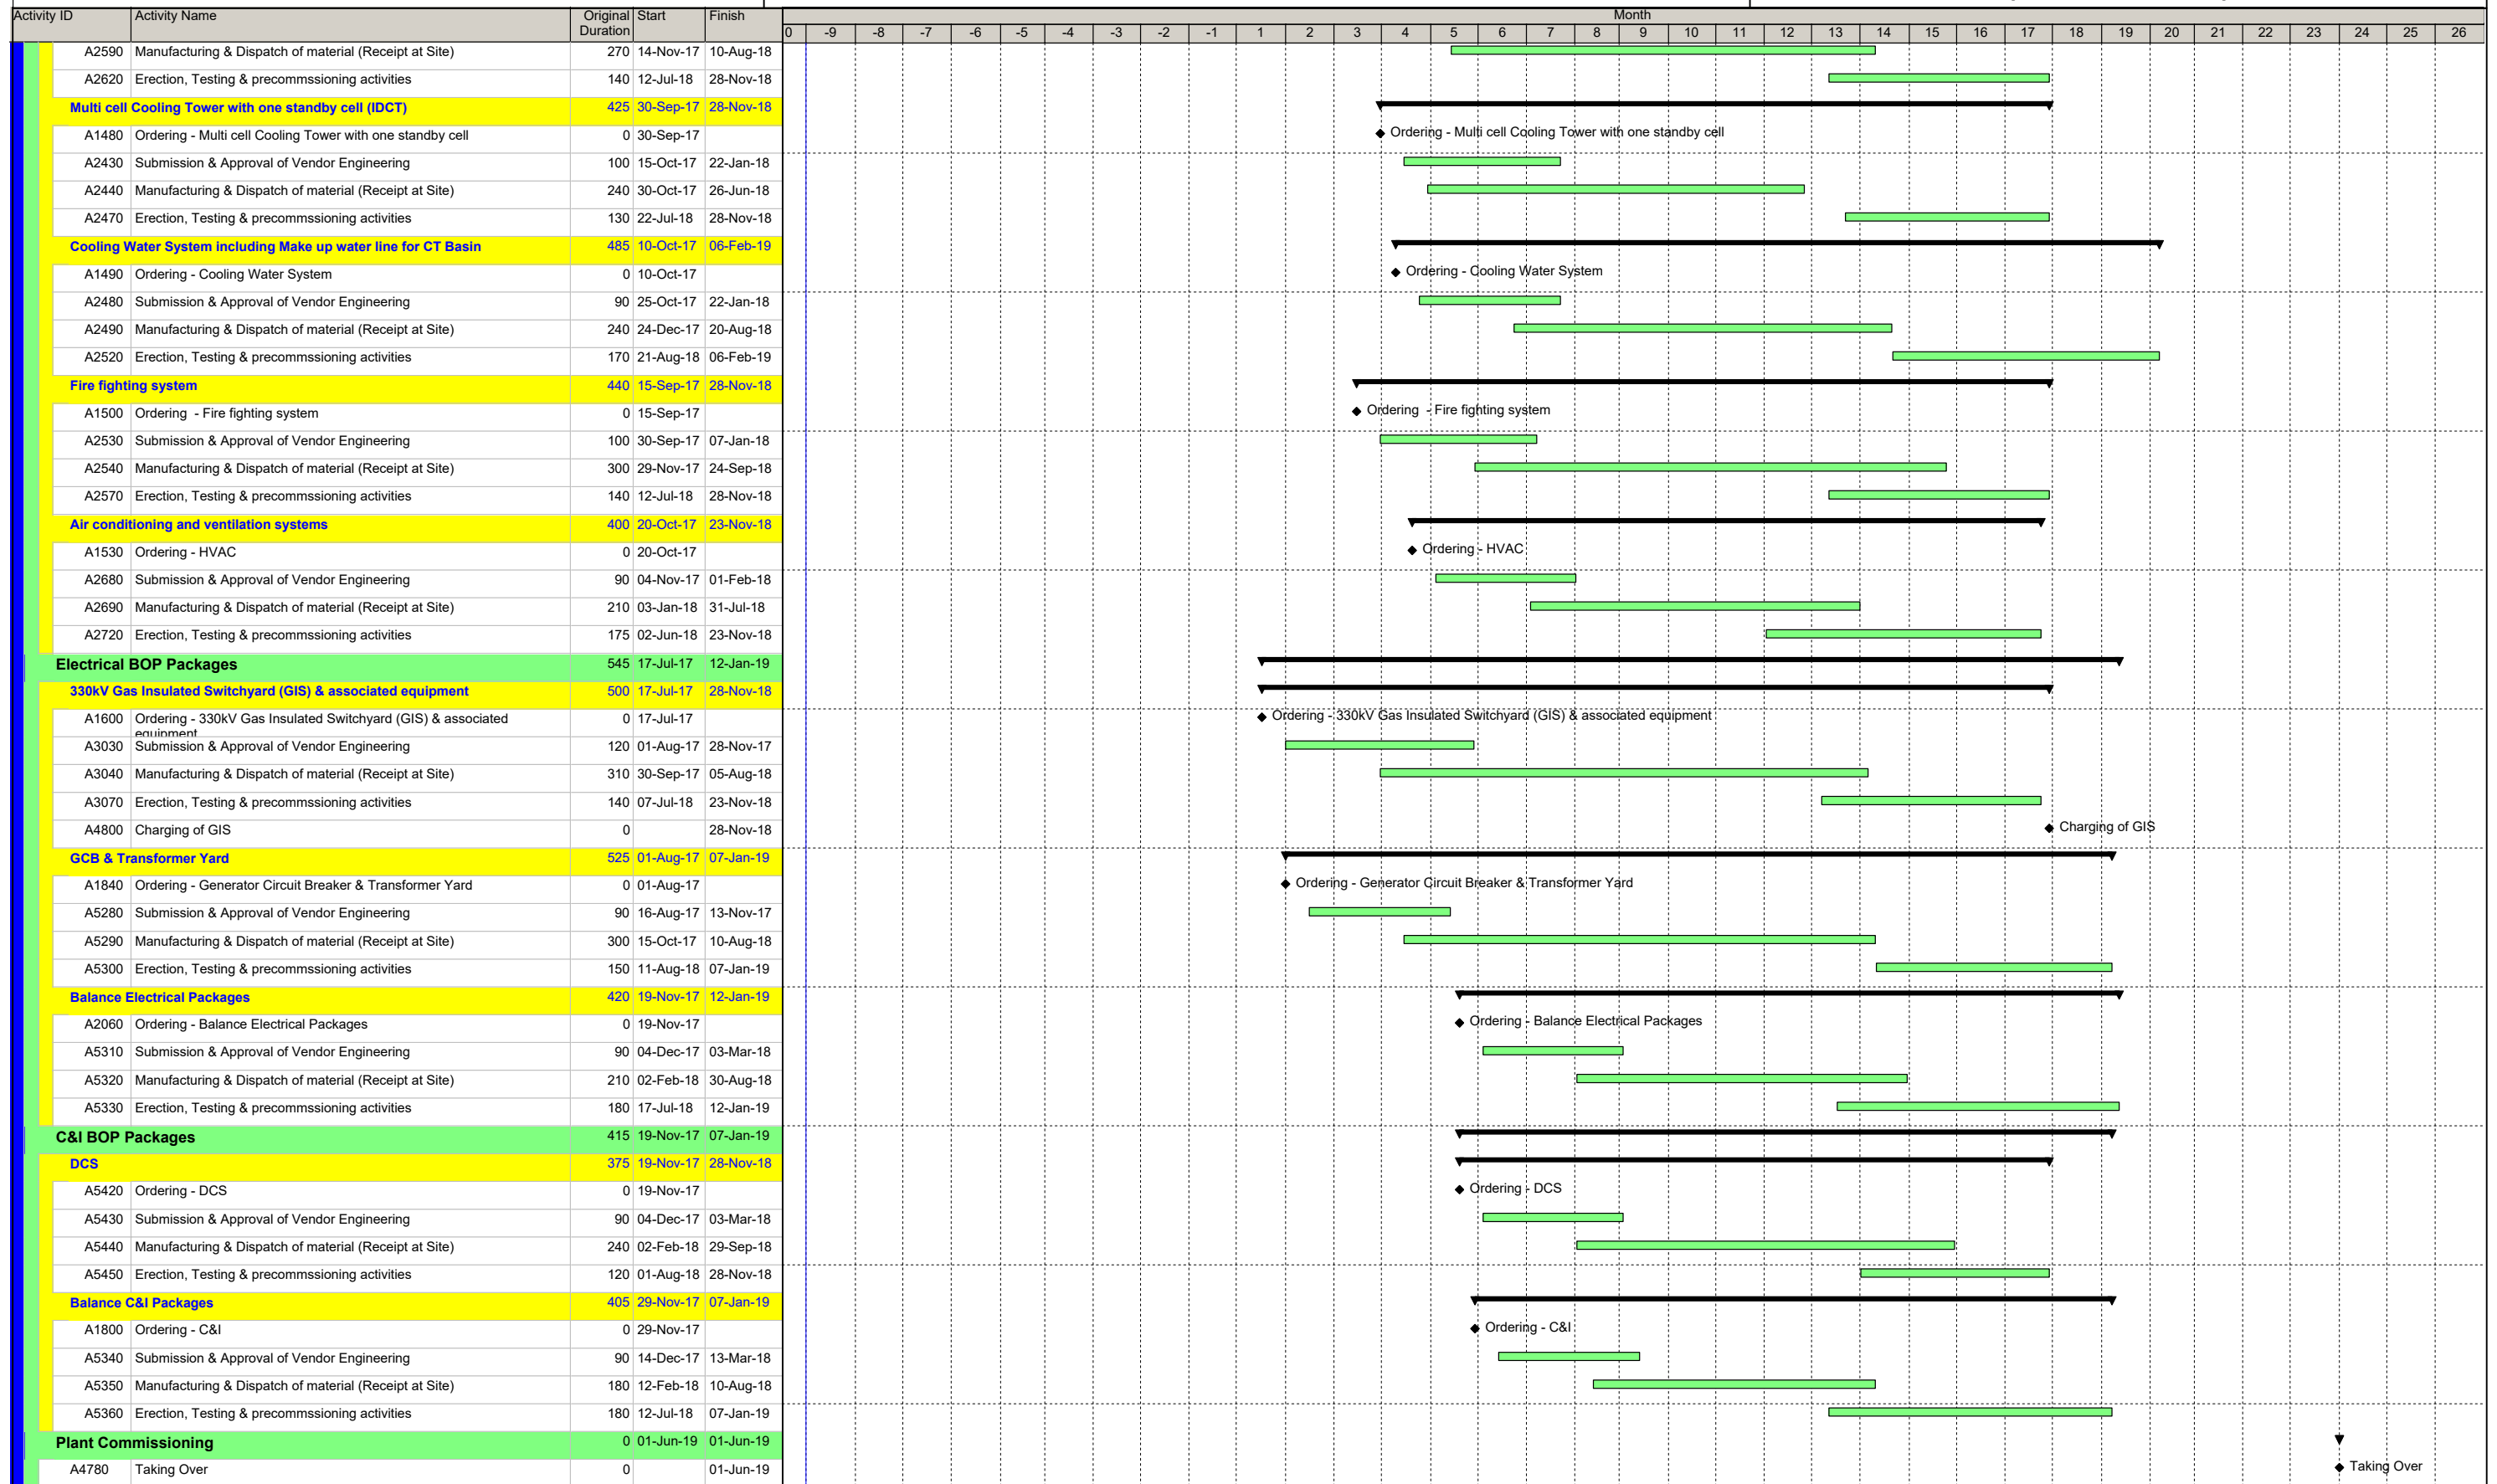 Activity ID Activity Name Original Duration Start Finish Month
0 -9 -8 -7 -6 -5 -4 -3 -2 -1 1 2 3 4 5 6 7 8 9 10 11 12 13 14 15 16 17 18 19 20 21 22 23 24 25 26
A2590 Manufacturing & Dispatch of material (Receipt at Site) 270 14-Nov-17 10-Aug-18
A2620 Erection, Testing & precommssioning activities 140 12-Jul-18 28-Nov-18
Multi cell Cooling Tower with one standby cell (IDCT) 425 30-Sep-17 28-Nov-18
A1480 Ordering - Multi cell Cooling Tower with one standby cell 0 30-Sep-17 Ordering - Multi cell Cooling Tower with one standby cell
A2430 Submission & Approval of Vendor Engineering 100 15-Oct-17 22-Jan-18
A2440 Manufacturing & Dispatch of material (Receipt at Site) 240 30-Oct-17 26-Jun-18
A2470 Erection, Testing & precommssioning activities 130 22-Jul-18 28-Nov-18
Cooling Water System including Make up water line for CT Basin 485 10-Oct-17 06-Feb-19
A1490 Ordering - Cooling Water System 0 10-Oct-17 Ordering - Cooling Water System
A2480 Submission & Approval of Vendor Engineering 90 25-Oct-17 22-Jan-18
A2490 Manufacturing & Dispatch of material (Receipt at Site) 240 24-Dec-17 20-Aug-18
A2520 Erection, Testing & precommssioning activities 170 21-Aug-18 06-Feb-19
Fire fighting system 440 15-Sep-17 28-Nov-18
A1500 Ordering - Fire fighting system 0 15-Sep-17 Ordering - Fire fighting system
A2530 Submission & Approval of Vendor Engineering 100 30-Sep-17 07-Jan-18
A2540 Manufacturing & Dispatch of material (Receipt at Site) 300 29-Nov-17 24-Sep-18
A2570 Erection, Testing & precommssioning activities 140 12-Jul-18 28-Nov-18
Air conditioning and ventilation systems 400 20-Oct-17 23-Nov-18
A1530 Ordering - HVAC 0 20-Oct-17 Ordering - HVAC
A2680 Submission & Approval of Vendor Engineering 90 04-Nov-17 01-Feb-18
A2690 Manufacturing & Dispatch of material (Receipt at Site) 210 03-Jan-18 31-Jul-18
A2720 Erection, Testing & precommssioning activities 175 02-Jun-18 23-Nov-18
Electrical BOP Packages 545 17-Jul-17 12-Jan-19
330kV Gas Insulated Switchyard (GIS) & associated equipment 500 17-Jul-17 28-Nov-18
A1600 Ordering - 330kV Gas Insulated Switchyard (GIS) & associated equipment 0 17-Jul-17 Ordering - 330kV Gas Insulated Switchyard (GIS) & associated equipment
A3030 Submission & Approval of Vendor Engineering 120 01-Aug-17 28-Nov-17
A3040 Manufacturing & Dispatch of material (Receipt at Site) 310 30-Sep-17 05-Aug-18
A3070 Erection, Testing & precommssioning activities 140 07-Jul-18 23-Nov-18
A4800 Charging of GIS 0 28-Nov-18 Charging of GIS
GCB & Transformer Yard 525 01-Aug-17 07-Jan-19
A1840 Ordering - Generator Circuit Breaker & Transformer Yard 0 01-Aug-17 Ordering - Generator Circuit Breaker & Transformer Yard
A5280 Submission & Approval of Vendor Engineering 90 16-Aug-17 13-Nov-17
A5290 Manufacturing & Dispatch of material (Receipt at Site) 300 15-Oct-17 10-Aug-18
A5300 Erection, Testing & precommssioning activities 150 11-Aug-18 07-Jan-19
Balance Electrical Packages 420 19-Nov-17 12-Jan-19
A2060 Ordering - Balance Electrical Packages 0 19-Nov-17 Ordering - Balance Electrical Packages
A5310 Submission & Approval of Vendor Engineering 90 04-Dec-17 03-Mar-18
A5320 Manufacturing & Dispatch of material (Receipt at Site) 210 02-Feb-18 30-Aug-18
A5330 Erection, Testing & precommssioning activities 180 17-Jul-18 12-Jan-19
C&I BOP Packages 415 19-Nov-17 07-Jan-19
DCS 375 19-Nov-17 28-Nov-18
A5420 Ordering - DCS 0 19-Nov-17 Ordering - DCS
A5430 Submission & Approval of Vendor Engineering 90 04-Dec-17 03-Mar-18
A5440 Manufacturing & Dispatch of material (Receipt at Site) 240 02-Feb-18 29-Sep-18
A5450 Erection, Testing & precommssioning activities 120 01-Aug-18 28-Nov-18
Balance C&I Packages 405 29-Nov-17 07-Jan-19
A1800 Ordering - C&I 0 29-Nov-17 Ordering - C&I
A5340 Submission & Approval of Vendor Engineering 90 14-Dec-17 13-Mar-18
A5350 Manufacturing & Dispatch of material (Receipt at Site) 180 12-Feb-18 10-Aug-18
A5360 Erection, Testing & precommssioning activities 180 12-Jul-18 07-Jan-19
Plant Commissioning 0 01-Jun-19 01-Jun-19
A4780 Taking Over 0 01-Jun-19 Taking Over